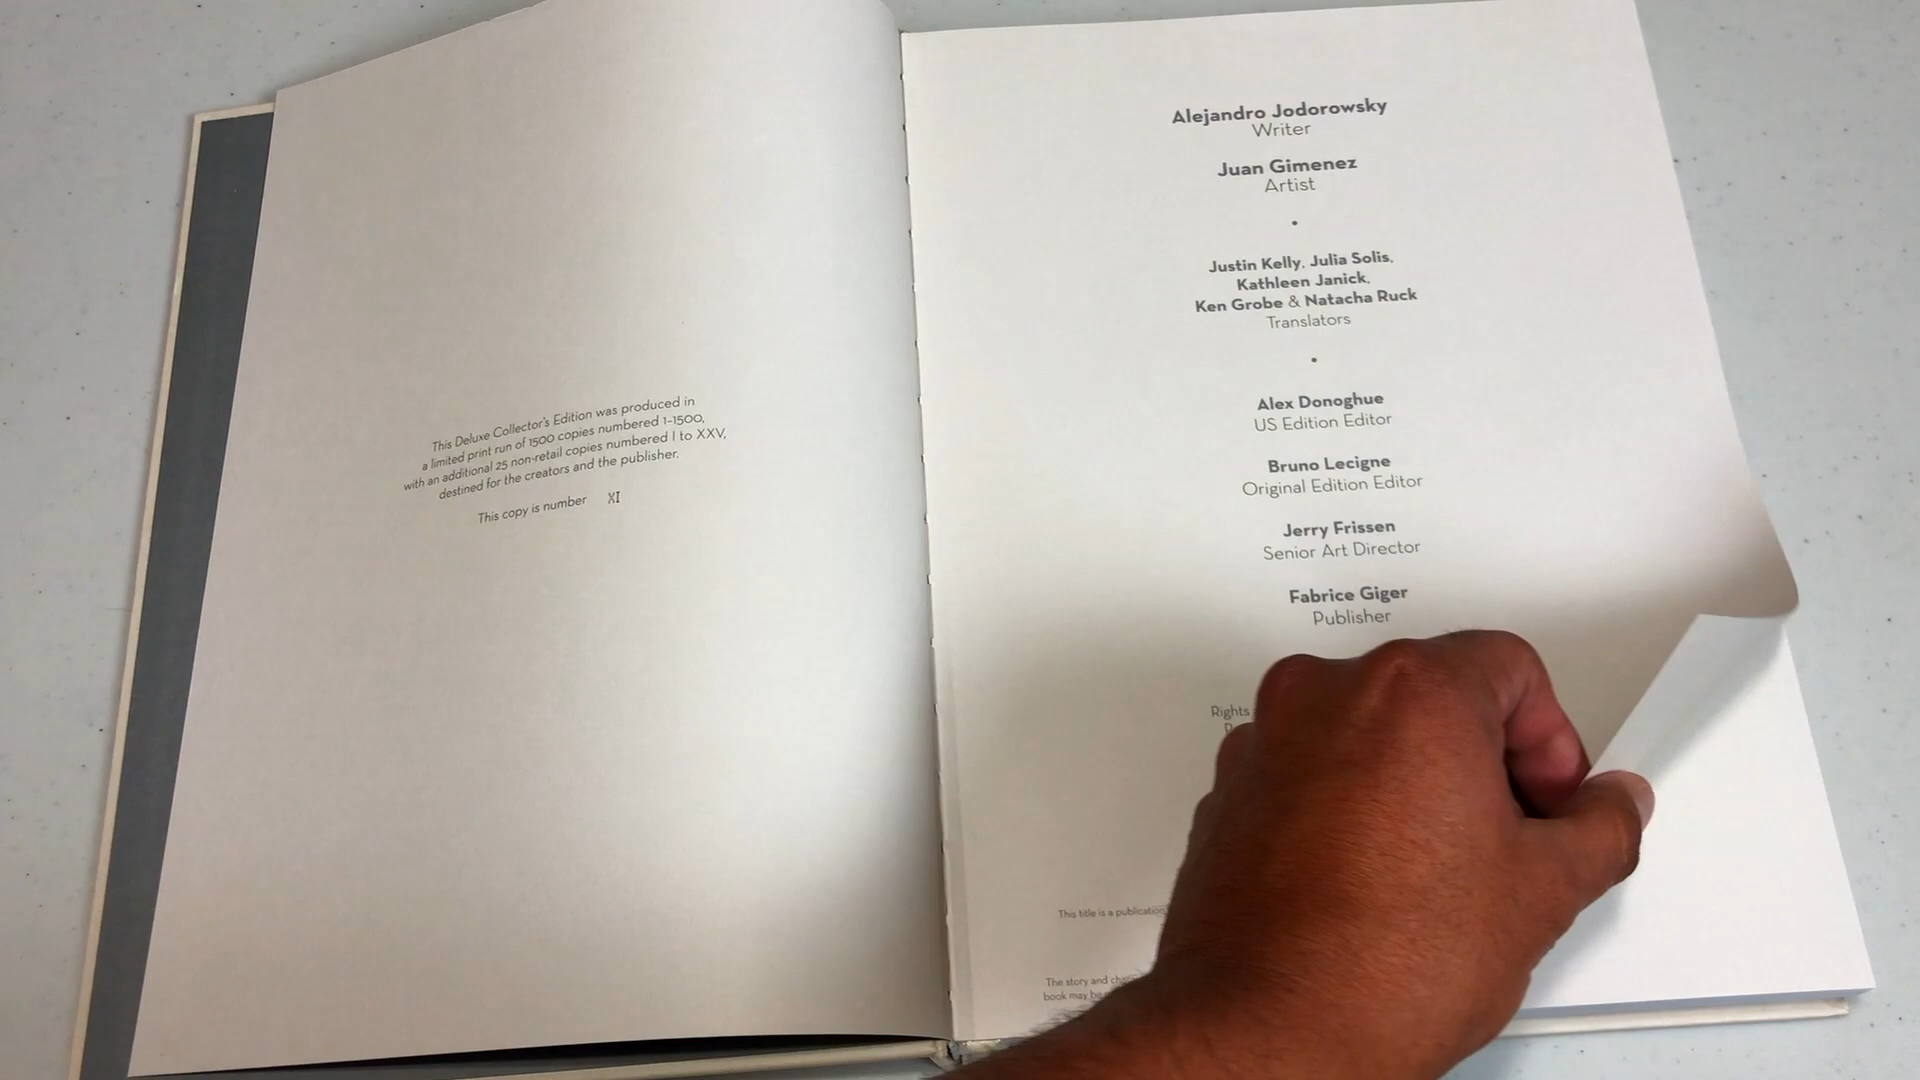 This Deluxe Collector's Edition was produced in
a limited print run of 1500 copies numbered 1-1500,
with an additional 25 non-retail copies numbered I to XXV,
destined for the creators and the publisher.
This copy is number XI
Alejandro Jodorowsky
Writer
Juan Gimenez
Artist
•
Justin Kelly, Julia Solis,
Kathleen Janick,
Ken Grobe & Natacha Ruck
Translators
•
Alex Donoghue
US Edition Editor
Bruno Lecigne
Original Edition Editor
Jerry Frissen
Senior Art Director
Fabrice Giger
Publisher
Rights
This title is a publication
The story and
book may be